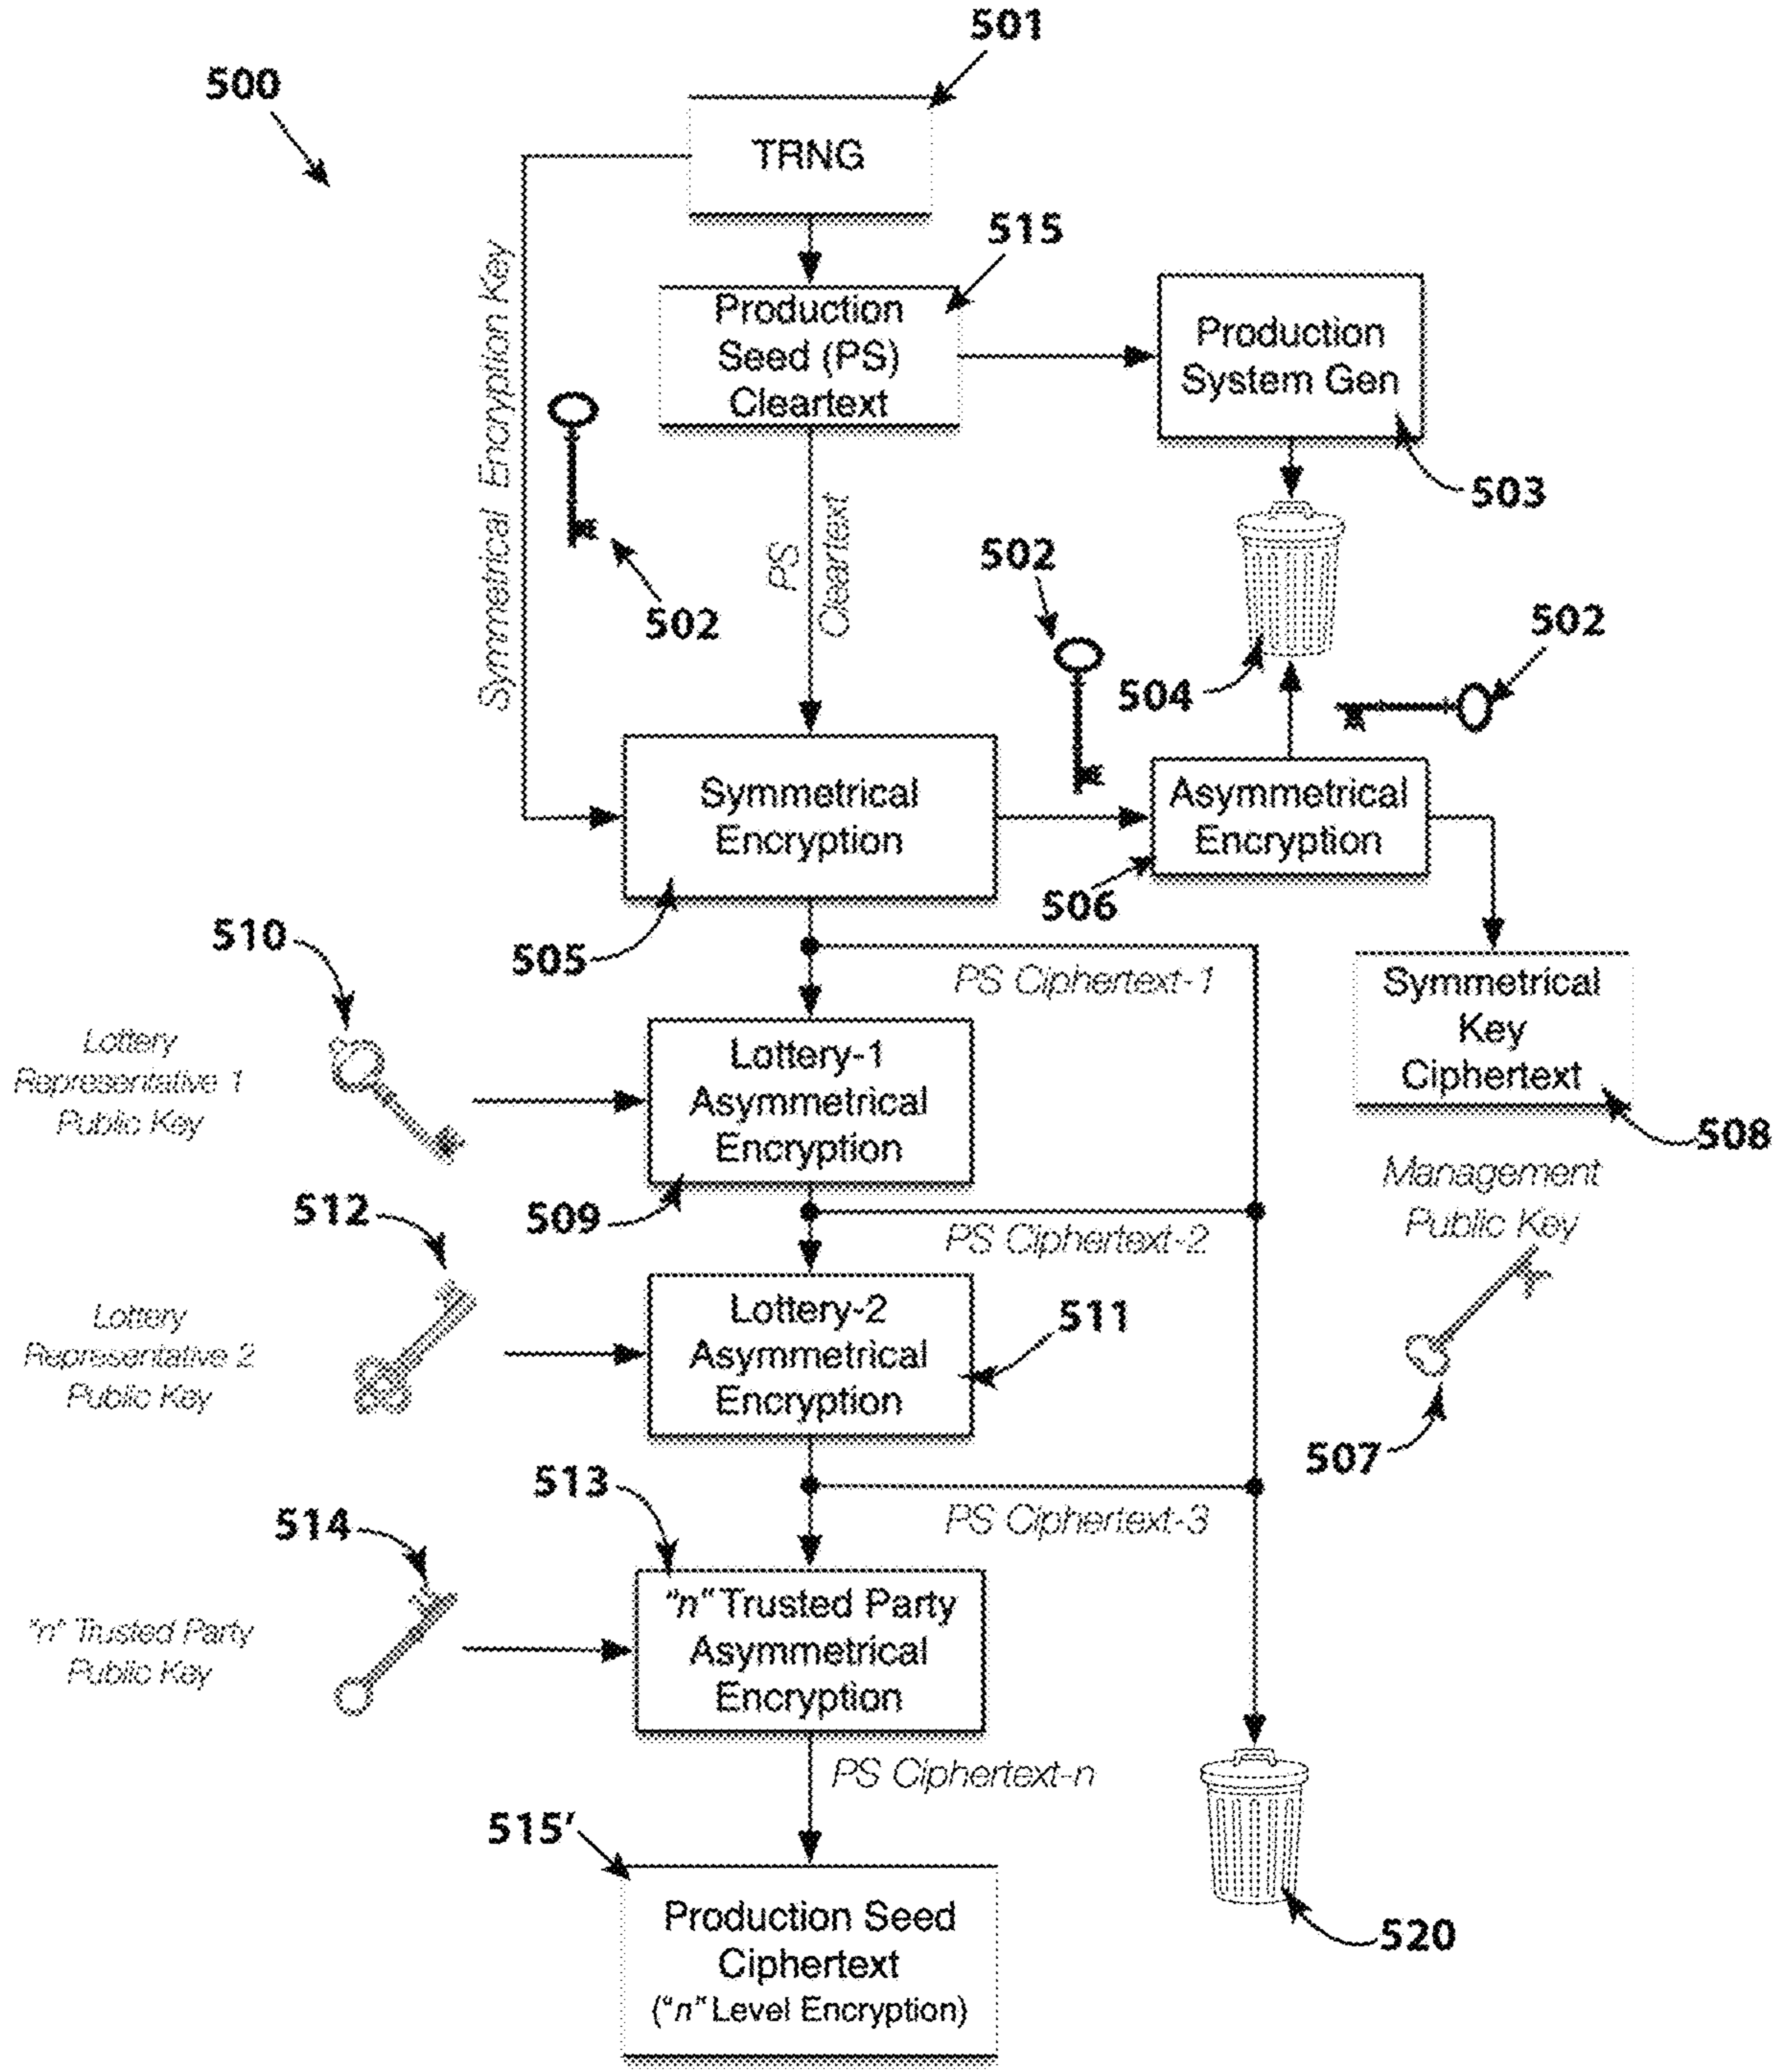 501
500
TRNG
515
Production
Seed (PS)
Cleartext
Production
System Gen
503
Symmetrical Encryption Key
502
PS
Cleartext
502
502
504
Symmetrical
Encryption
Asymmetrical
Encryption
506
505
510
PS Ciphertext-1
Symmetrical
Key
Ciphertext
508
Lottery
Representative 1
Public Key
Lottery-1
Asymmetrical
Encryption
509
Management
Public Key
507
512
PS Ciphertext-2
Lottery
Representative 2
Public Key
Lottery-2
Asymmetrical
Encryption
511
513
PS Ciphertext-3
514
"n" Trusted Party
Public Key
"n" Trusted Party
Asymmetrical
Encryption
PS Ciphertext-n
515'
Production Seed
Ciphertext
("n" Level Encryption)
520